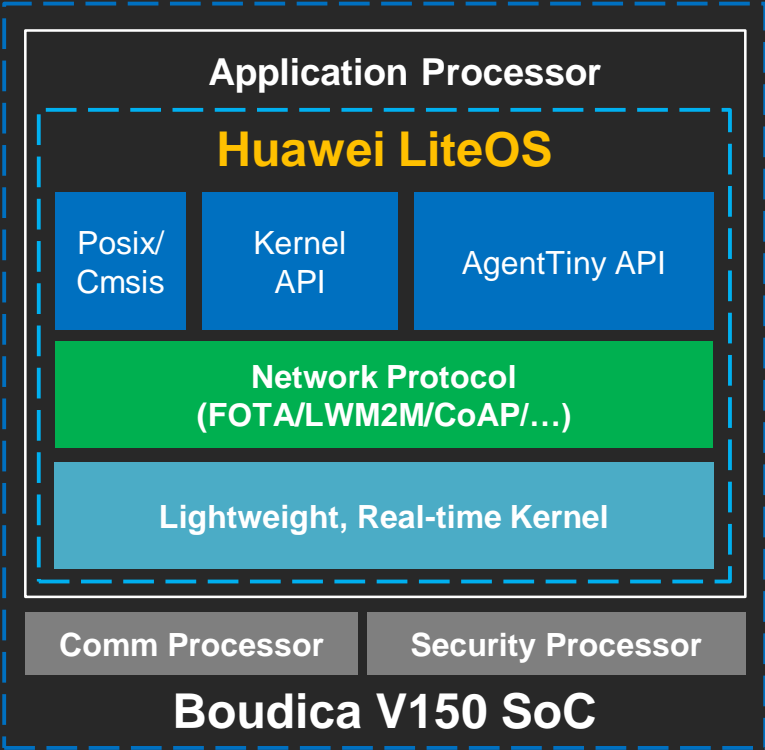 Application Processor
Huawei LiteOS
Posix/
Cmsis
Kernel
API
AgentTiny API
Network Protocol
(FOTA/LWM2M/CoAP/…)
Lightweight, Real-time Kernel
Comm Processor
Security Processor
Boudica V150 SoC